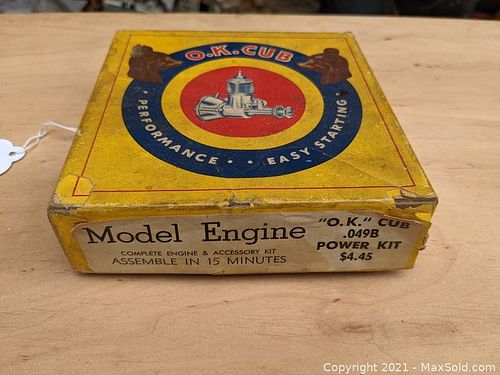 O.K. CUB
• PERFORMANCE • • EASY STARTING •
Model Engine
COMPLETE ENGINE & ACCESSORY KIT
ASSEMBLE IN 15 MINUTES
"O.K." CUB
.049B
POWER KIT
$4.45
Copyright 2021 - MaxSold.com